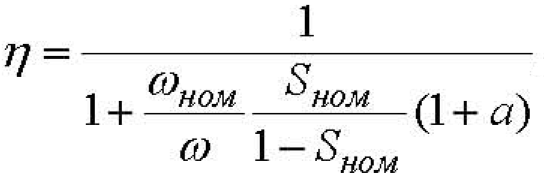 η = 1 / (1 + (ω_ном / ω) (S_ном / (1 − S_ном)) (1 + a))